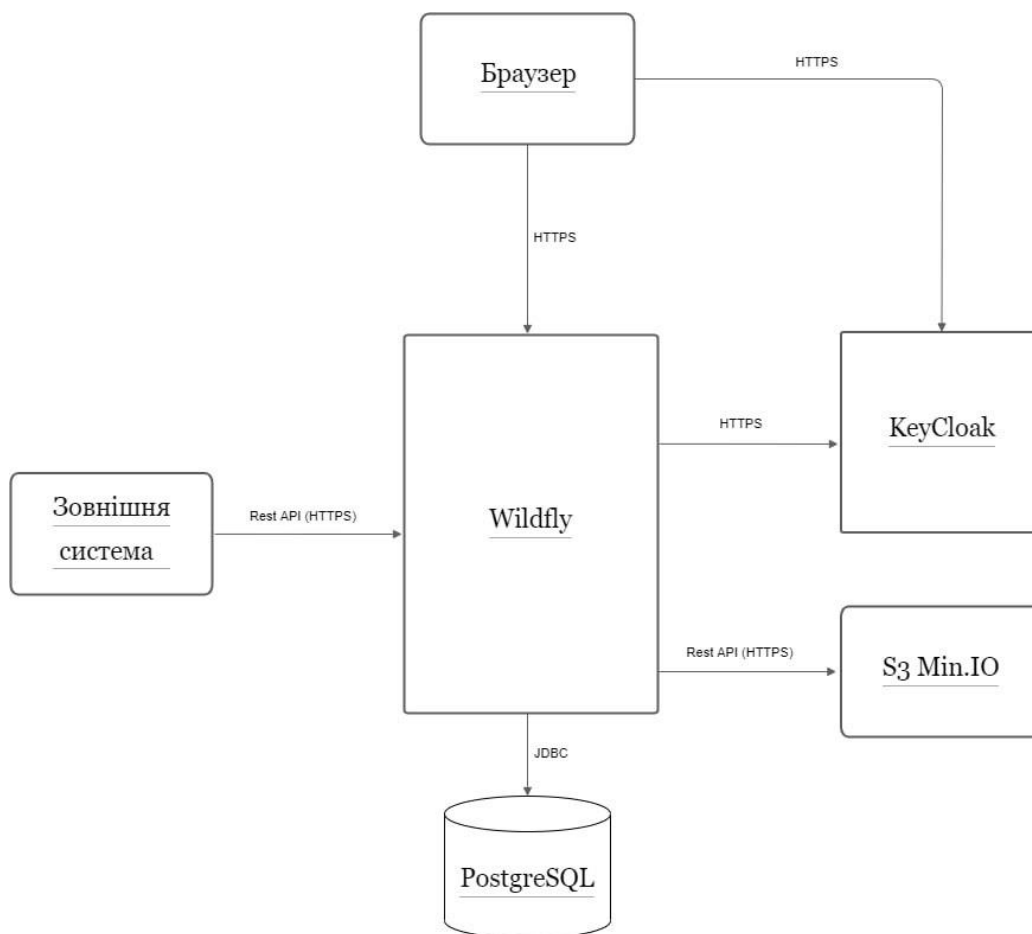 Браузер
HTTPS
HTTPS
KeyCloak
HTTPS
Зовнішня
система
Rest API (HTTPS)
Wildfly
Rest API (HTTPS)
S3 Min.IO
JDBC
PostgreSQL